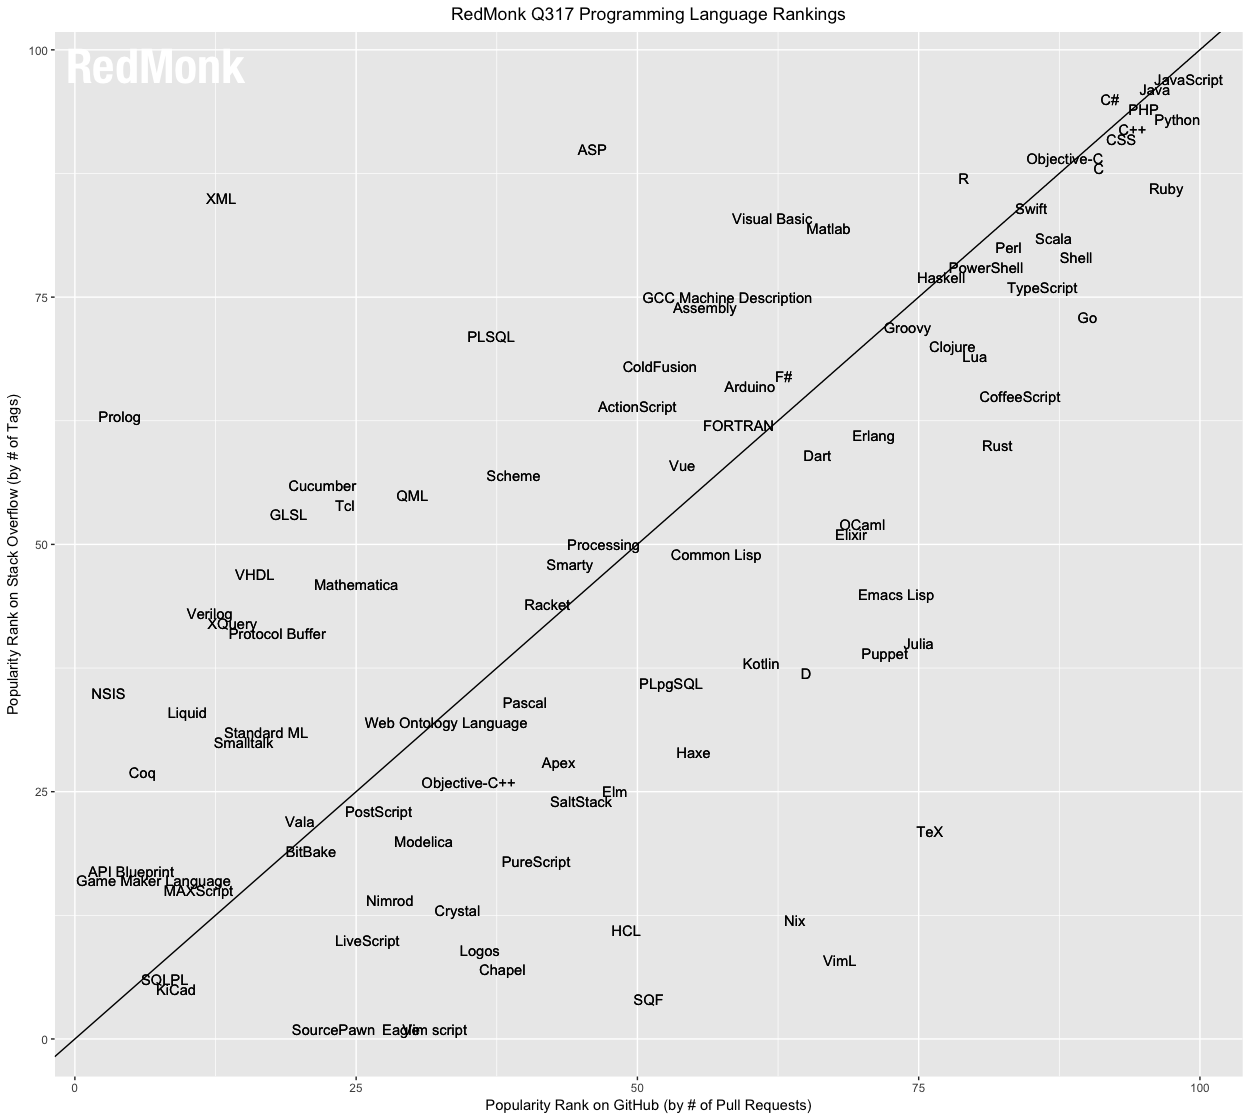 RedMonk Q317 Programming Language Rankings
RedMonk
100
75
50
25
0
Popularity Rank on Stack Overflow (by # of Tags)
JavaScript
Java
C#
PHP
Python
C++
CSS
ASP
Objective-C
C
R
Ruby
XML
Swift
Visual Basic
Matlab
Scala
Perl
Shell
PowerShell
Haskell
TypeScript
GCC Machine Description
Assembly
Go
Groovy
PLSQL
Clojure
Lua
ColdFusion
F#
Arduino
CoffeeScript
ActionScript
Prolog
FORTRAN
Erlang
Rust
Dart
Vue
Scheme
Cucumber
QML
Tcl
GLSL
OCaml
Elixir
Processing
Common Lisp
Smarty
VHDL
Mathematica
Emacs Lisp
Racket
Verilog
XQuery
Protocol Buffer
Julia
Puppet
Kotlin
D
PLpgSQL
NSIS
Pascal
Liquid
Web Ontology Language
Standard ML
Smalltalk
Haxe
Apex
Coq
Objective-C++
Elm
SaltStack
PostScript
Vala
TeX
Modelica
BitBake
PureScript
API Blueprint
Game Maker Language
MAXScript
Nimrod
Crystal
Nix
HCL
LiveScript
Logos
VimL
Chapel
SQLPL
KiCad
SQF
SourcePawn
Eagle
Vim script
0
25
50
75
100
Popularity Rank on GitHub (by # of Pull Requests)